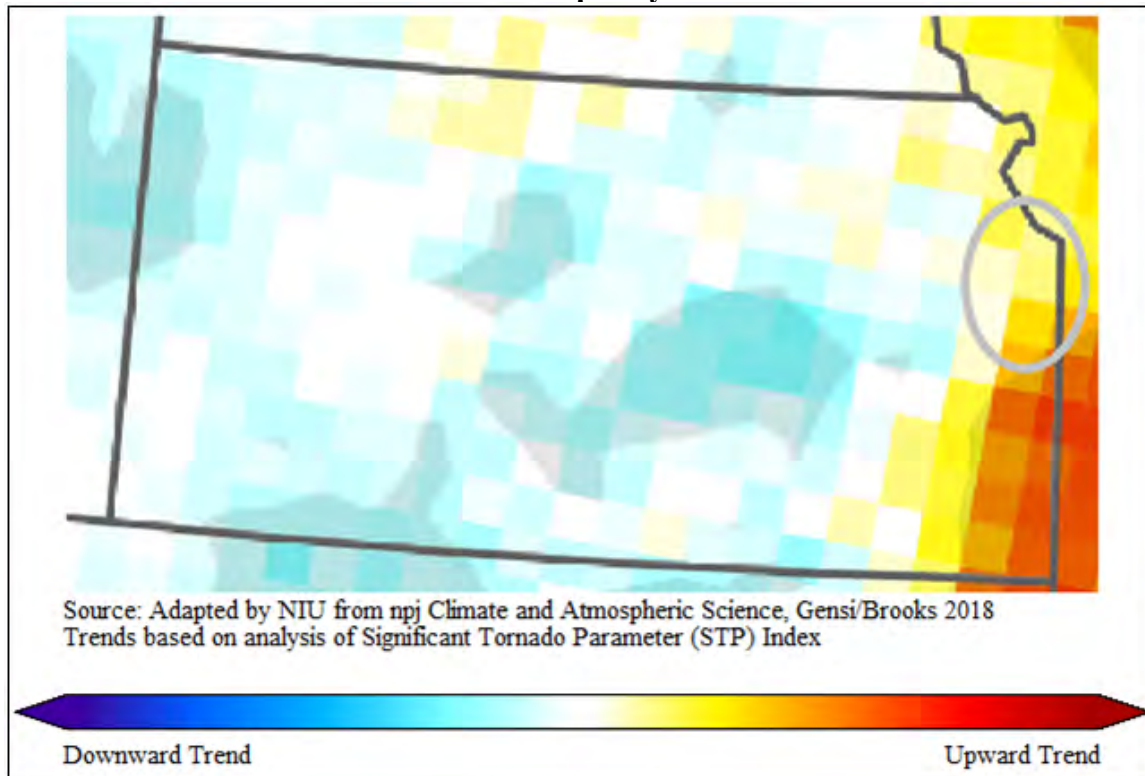 Source: Adapted by NIU from npj Climate and Atmospheric Science, Gensi/Brooks 2018
Trends based on analysis of Significant Tornado Parameter (STP) Index
Downward Trend
Upward Trend